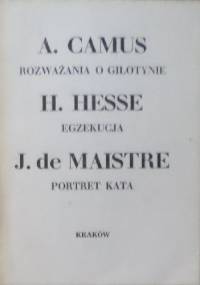 A. CAMUS
ROZWAŻANIA O GILOTYNIE
H. HESSE
EGZEKUCJA
J. de MAISTRE
PORTRET KATA
KRAKÓW